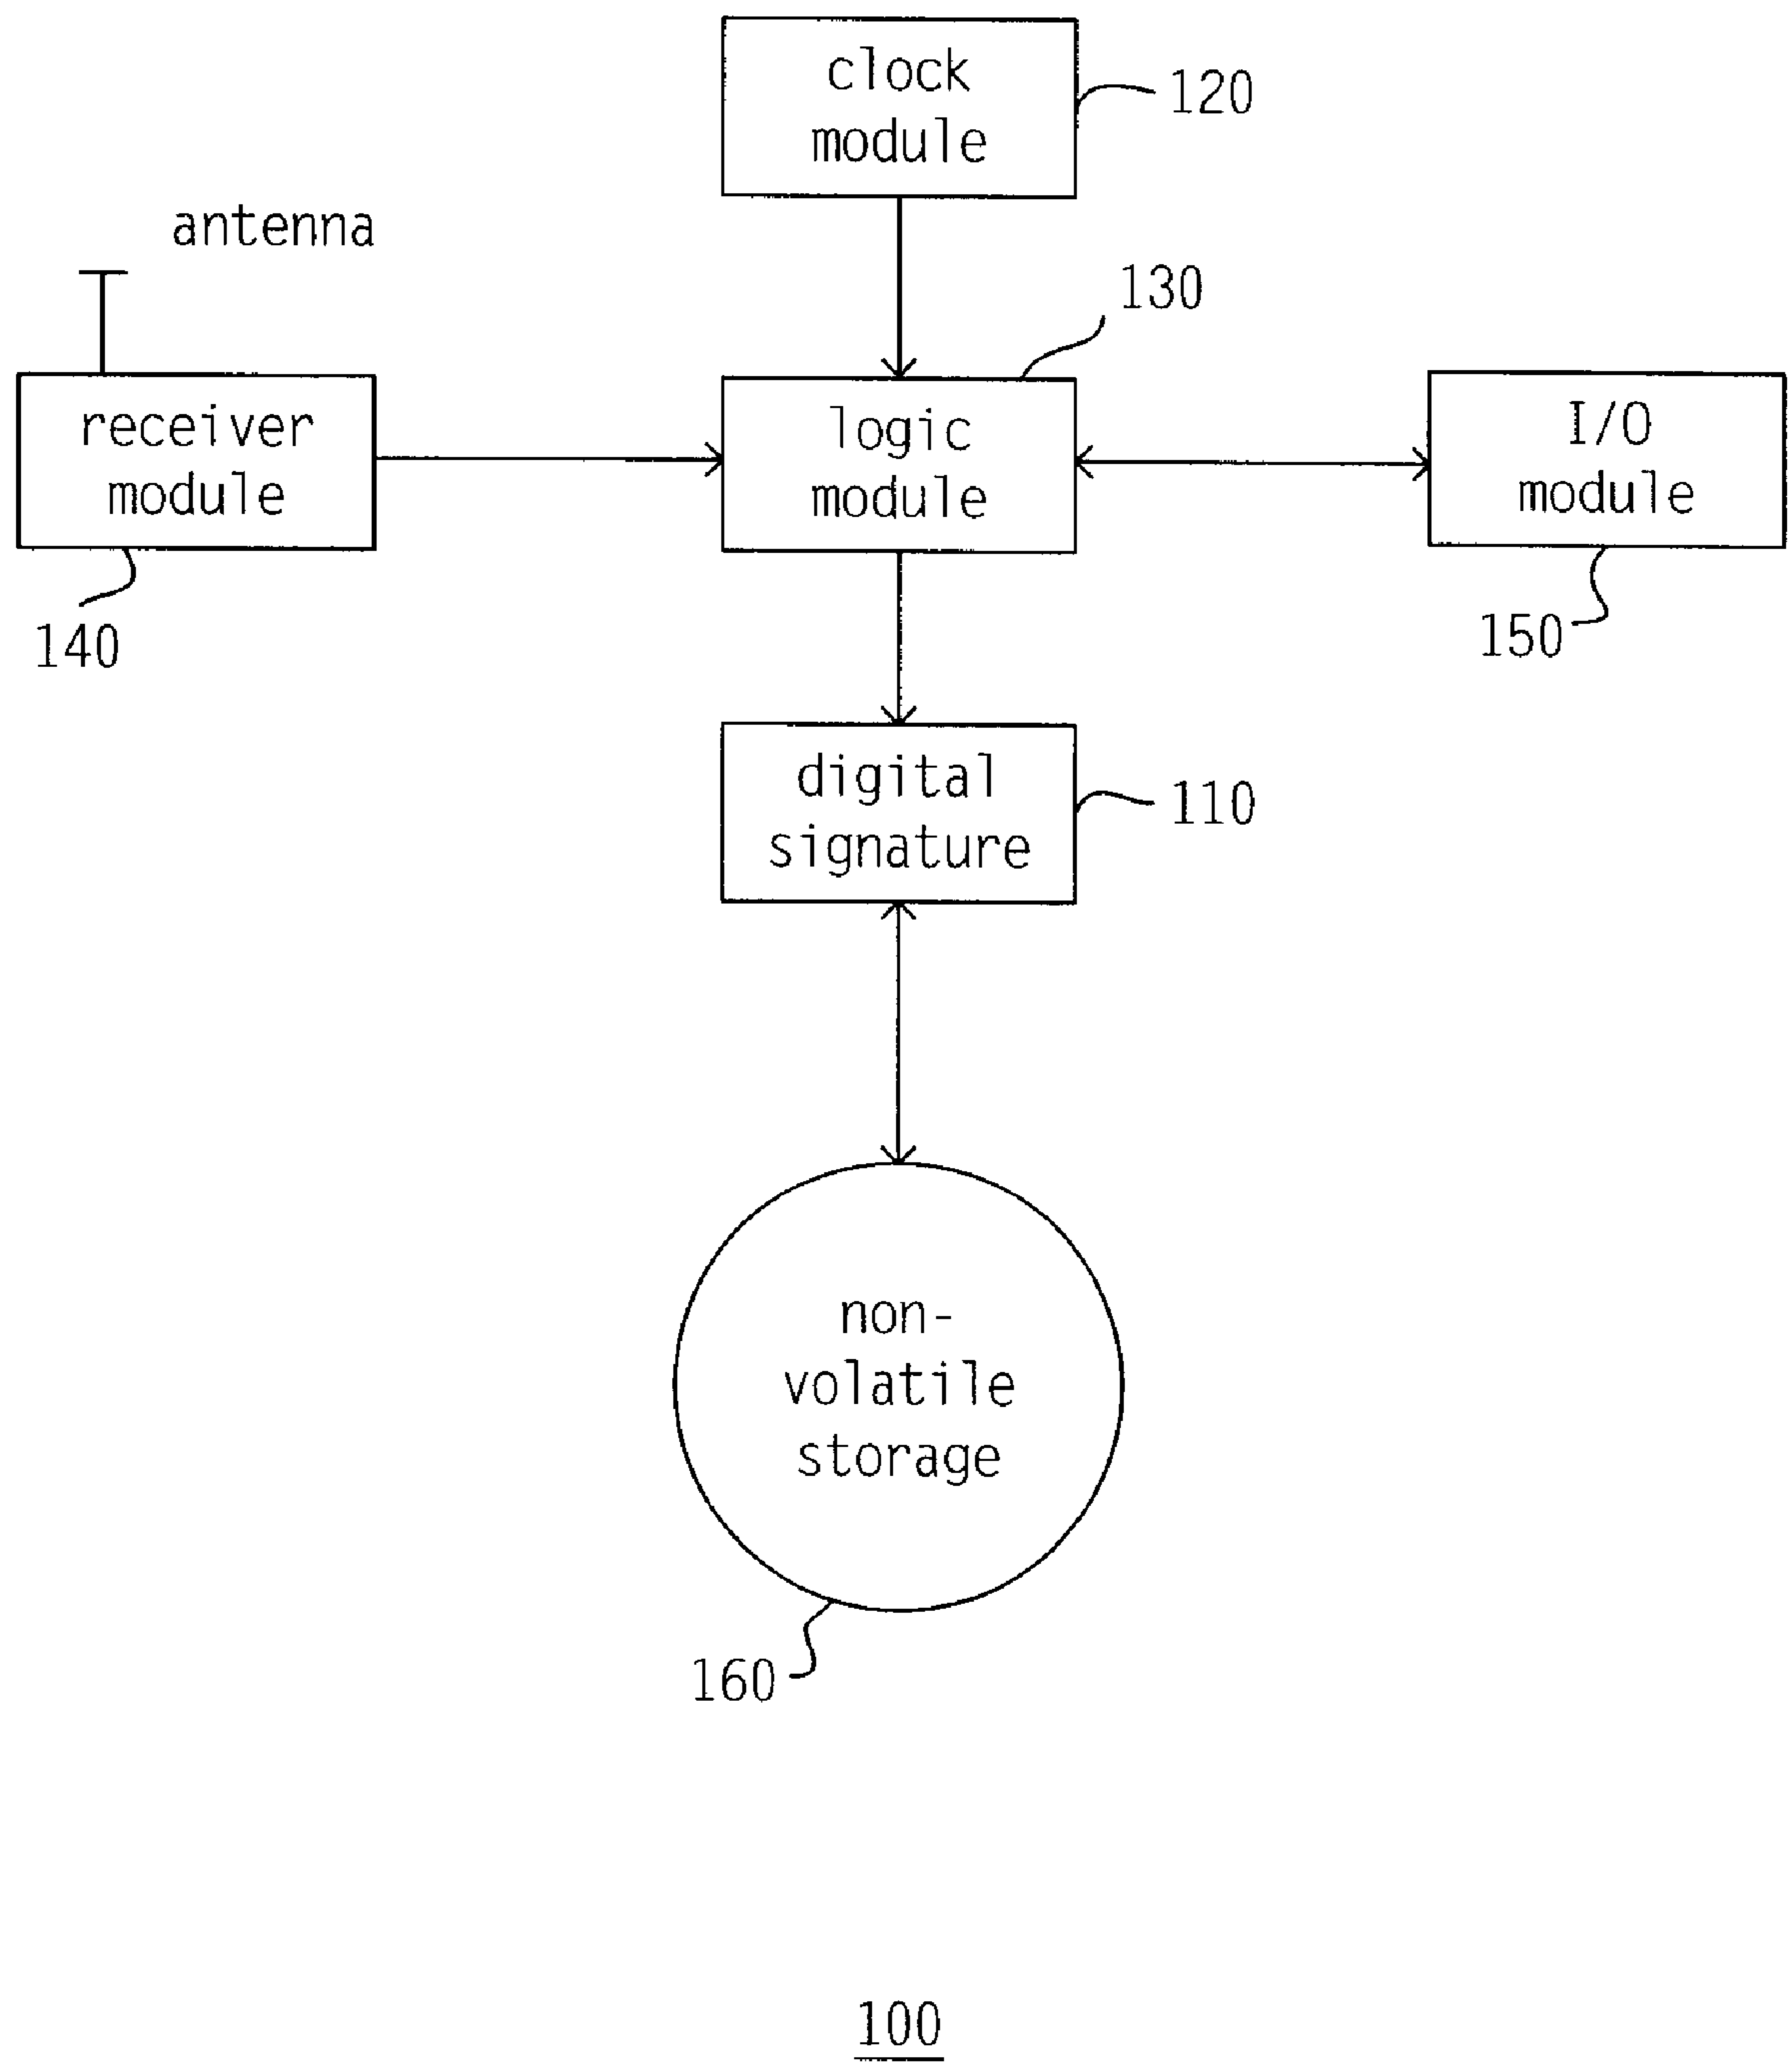 clock
module
120
antenna
130
receiver
module
logic
module
I/O
module
140
150
digital
signature
110
non-
volatile
storage
160
100